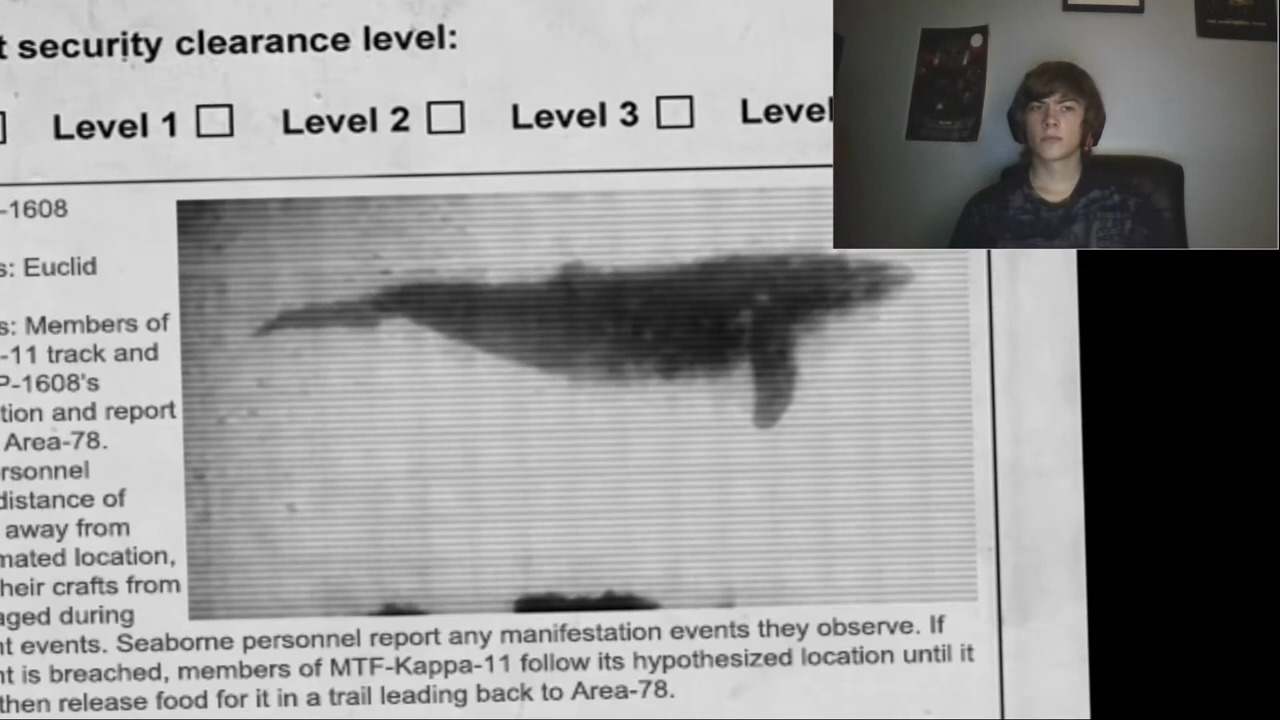 t security clearance level:
Level 1 Level 2 Level 3 Level
-1608
s: Euclid
s: Members of
-11 track and
P-1608's
tion and report
Area-78.
rsonnel
distance of
away from
mated location,
heir crafts from
aged during
nt events. Seaborne personnel report any manifestation events they observe. If
nt is breached, members of MTF-Kappa-11 follow its hypothesized location until it
then release food for it in a trail leading back to Area-78.